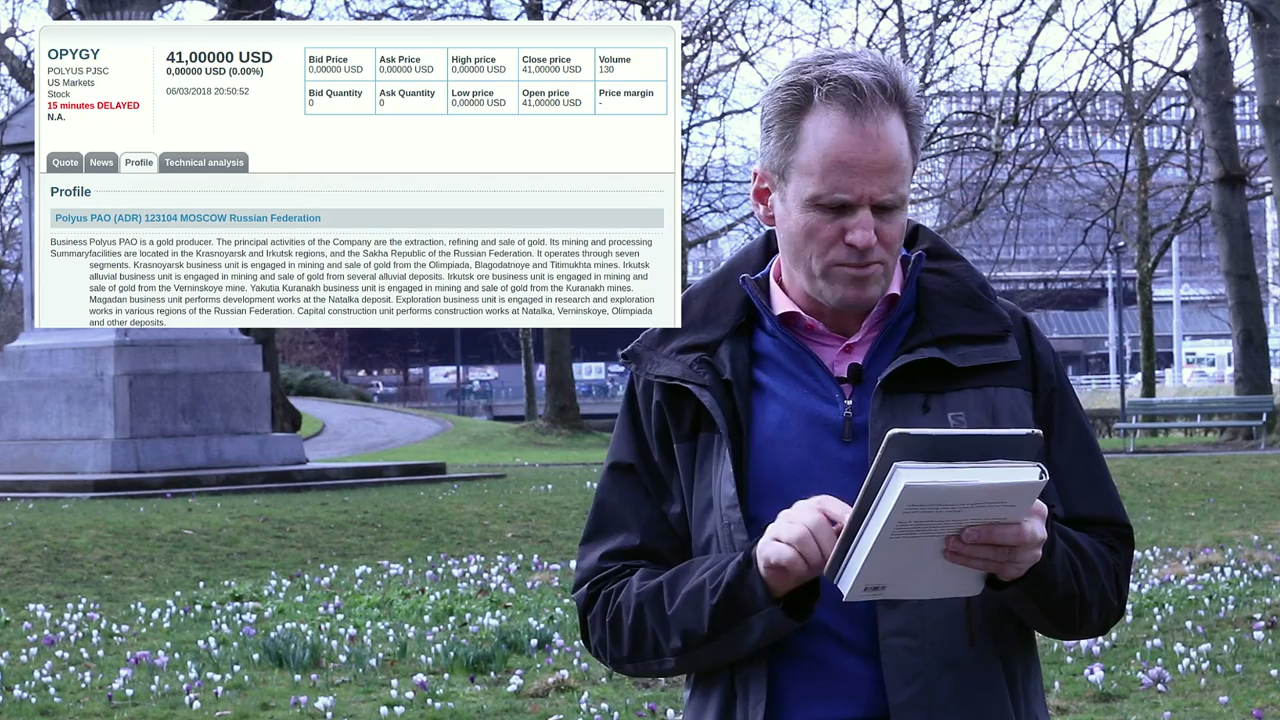 OPYGY
POLYUS PJSC
US Markets
Stock
15 minutes DELAYED
N.A.
41,00000 USD
0,00000 USD (0.00%)
06/03/2018 20:50:52
Bid Price
0,00000 USD
Ask Price
0,00000 USD
High price
0,00000 USD
Close price
41,00000 USD
Volume
130
Bid Quantity
0
Ask Quantity
0
Low price
0,00000 USD
Open price
41,00000 USD
Price margin
-
Quote News Profile Technical analysis
Profile
Polyus PAO (ADR) 123104 MOSCOW Russian Federation
Business Polyus PAO is a gold producer. The principal activities of the Company are the extraction, refining and sale of gold. Its mining and processing
Summaryfacilities are located in the Krasnoyarsk and Irkutsk regions, and the Sakha Republic of the Russian Federation. It operates through seven
segments. Krasnoyarsk business unit is engaged in mining and sale of gold from the Olimpiada, Blagodatnoye and Titimukhta mines. Irkutsk
alluvial business unit is engaged in mining and sale of gold from several alluvial deposits. Irkutsk ore business unit is engaged in mining and
sale of gold from the Verninskoye mine. Yakutia Kuranakh business unit is engaged in mining and sale of gold from the Kuranakh mines.
Magadan business unit performs development works at the Natalka deposit. Exploration business unit is engaged in research and exploration
works in various regions of the Russian Federation. Capital construction unit performs construction works at Natalka, Verninskoye, Olimpiada
and other deposits.